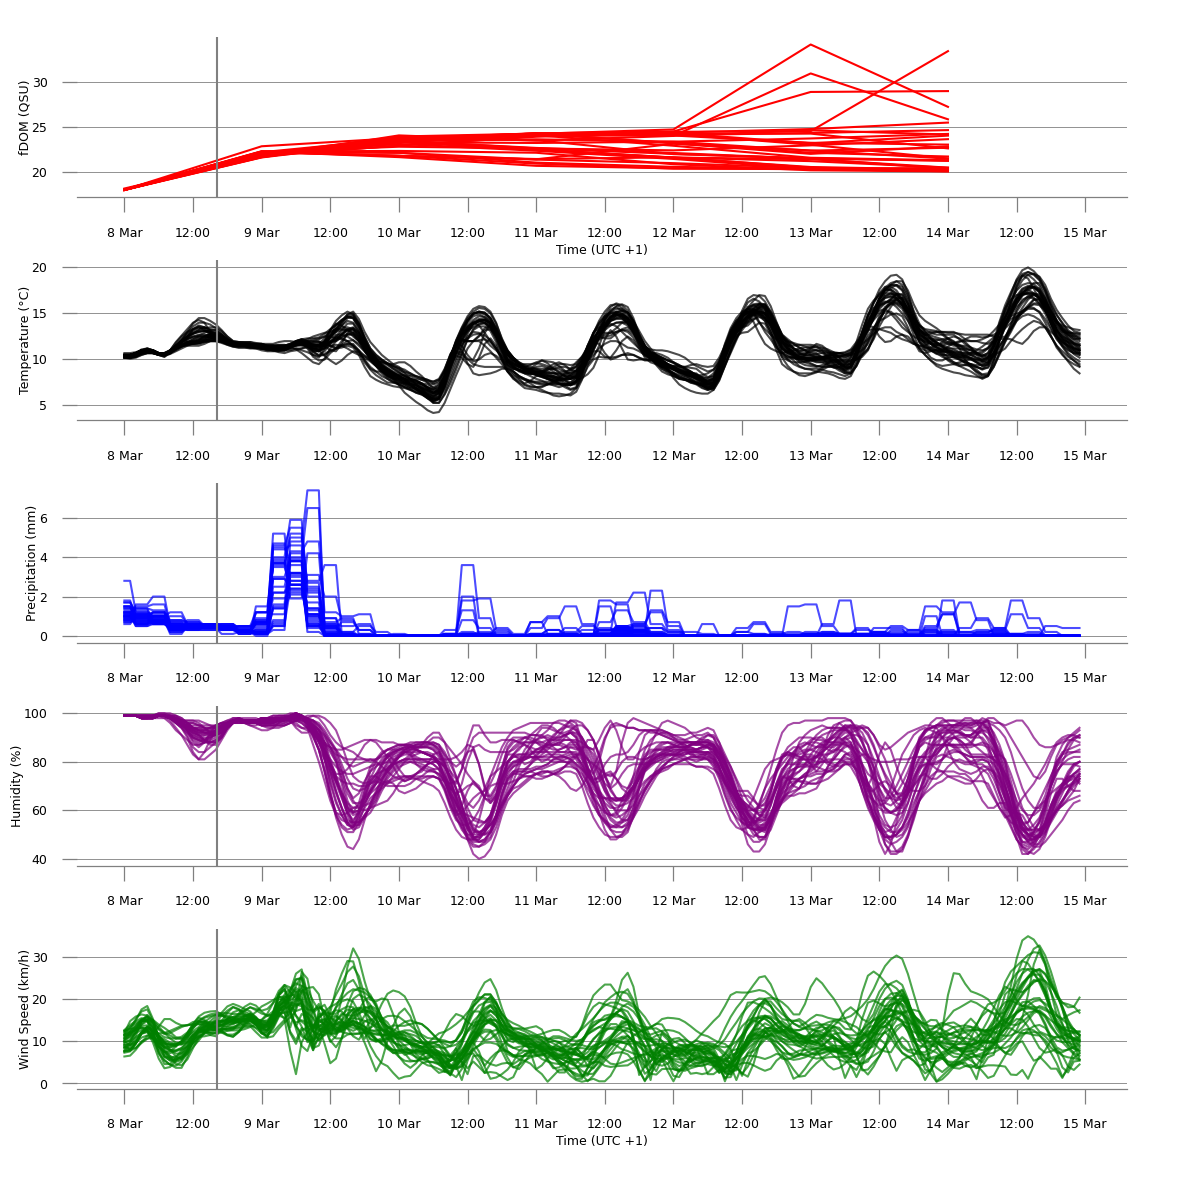 fDOM (QSU)
30
25
20
8 Mar 12:00 9 Mar 12:00 10 Mar 12:00 11 Mar 12:00 12 Mar 12:00 13 Mar 12:00 14 Mar 12:00 15 Mar
Time (UTC +1)
Temperature (°C)
20
15
10
5
8 Mar 12:00 9 Mar 12:00 10 Mar 12:00 11 Mar 12:00 12 Mar 12:00 13 Mar 12:00 14 Mar 12:00 15 Mar
Precipitation (mm)
6
4
2
0
8 Mar 12:00 9 Mar 12:00 10 Mar 12:00 11 Mar 12:00 12 Mar 12:00 13 Mar 12:00 14 Mar 12:00 15 Mar
Humidity (%)
100
80
60
40
8 Mar 12:00 9 Mar 12:00 10 Mar 12:00 11 Mar 12:00 12 Mar 12:00 13 Mar 12:00 14 Mar 12:00 15 Mar
Wind Speed (km/h)
30
20
10
0
8 Mar 12:00 9 Mar 12:00 10 Mar 12:00 11 Mar 12:00 12 Mar 12:00 13 Mar 12:00 14 Mar 12:00 15 Mar
Time (UTC +1)